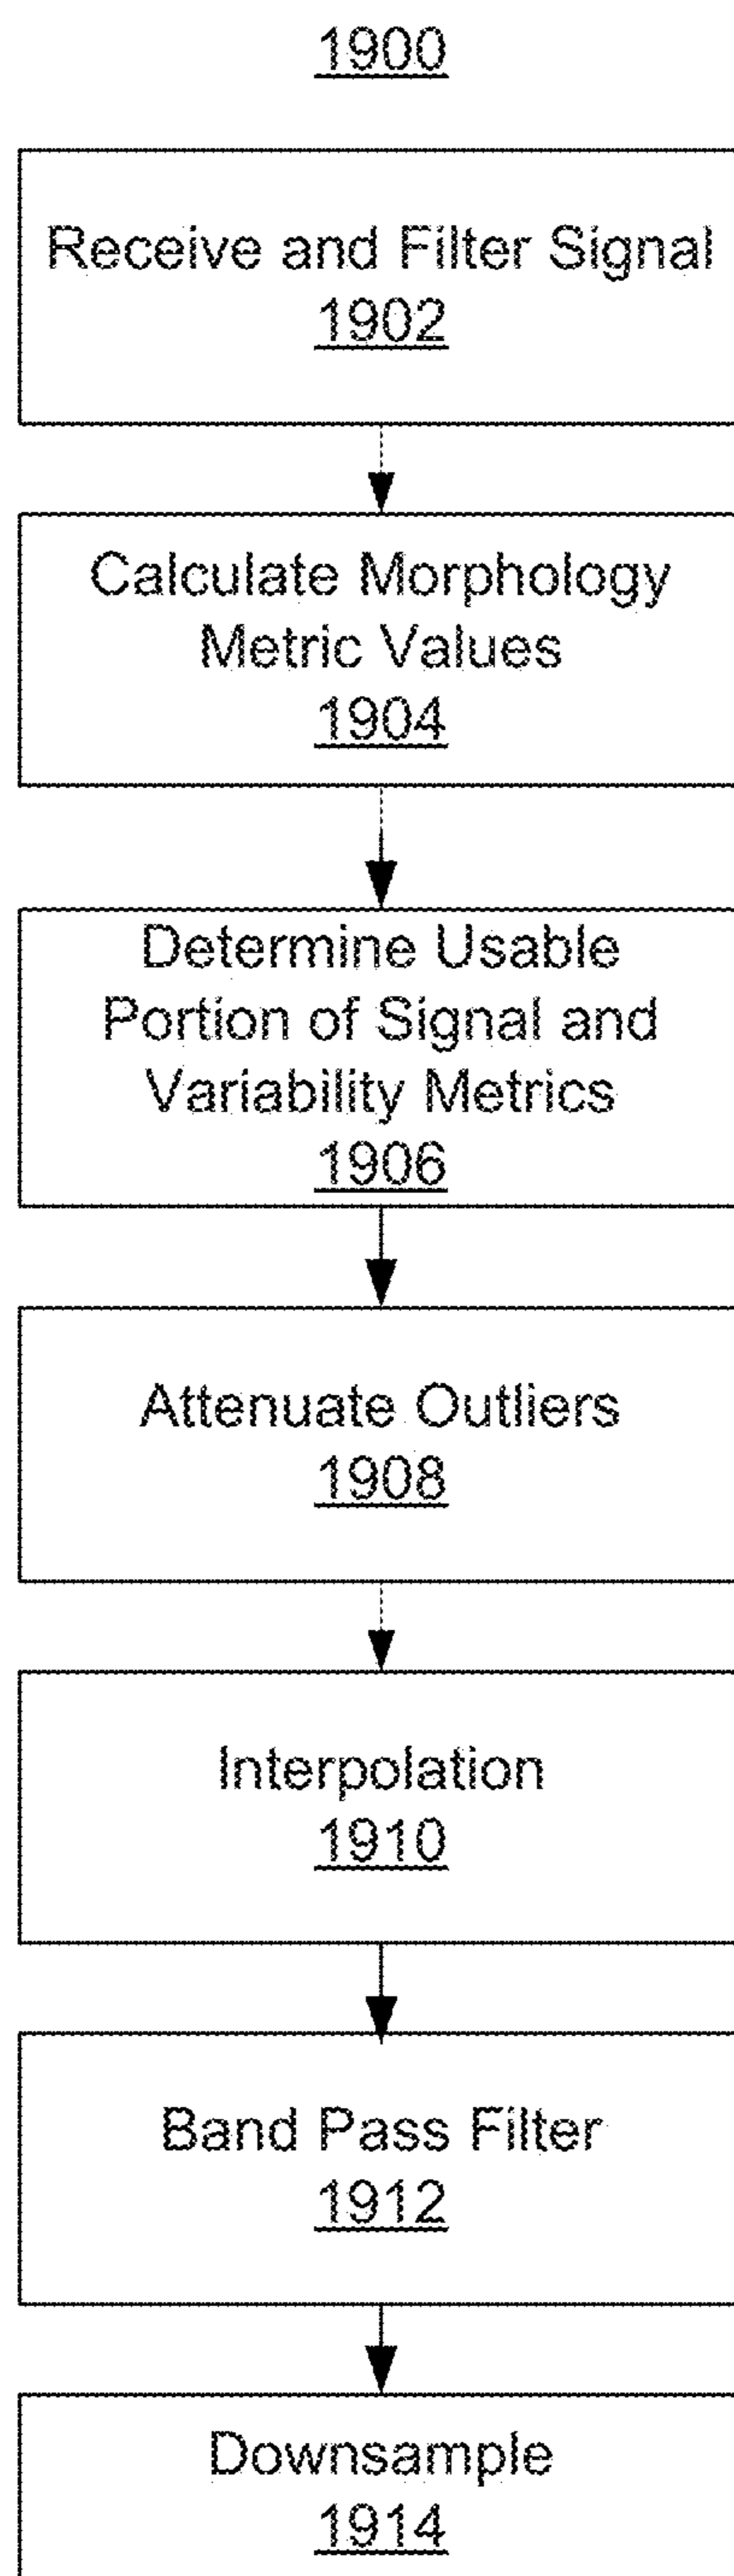 1900
Receive and Filter Signal
1902
Calculate Morphology
Metric Values
1904
Determine Usable
Portion of Signal and
Variability Metrics
1906
Attenuate Outliers
1908
Interpolation
1910
Band Pass Filter
1912
Downsample
1914